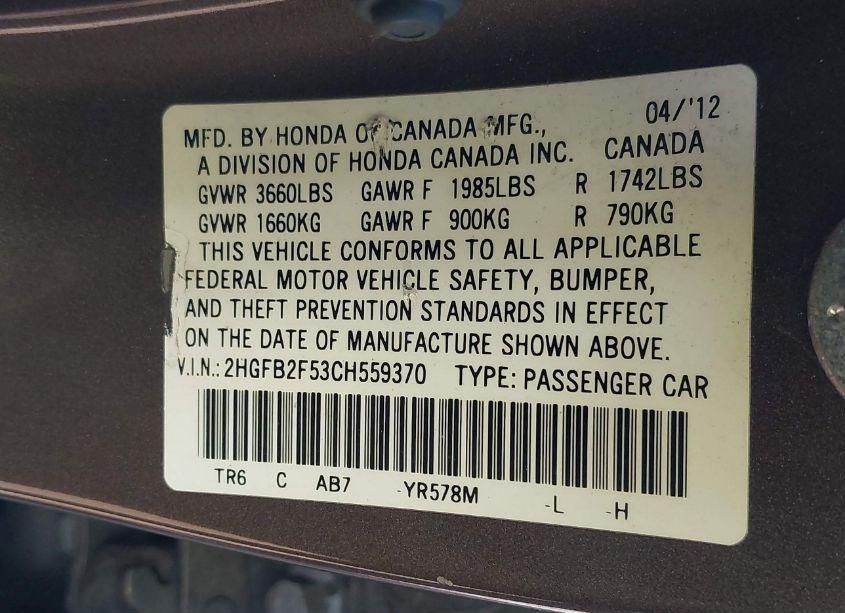 MFD. BY HONDA OF CANADA MFG., 04/'12
A DIVISION OF HONDA CANADA INC. CANADA
GVWR 3660LBS GAWR F 1985LBS R 1742LBS
GVWR 1660KG GAWR F 900KG R 790KG
THIS VEHICLE CONFORMS TO ALL APPLICABLE
FEDERAL MOTOR VEHICLE SAFETY, BUMPER,
AND THEFT PREVENTION STANDARDS IN EFFECT
ON THE DATE OF MANUFACTURE SHOWN ABOVE.
V.I.N.: 2HGFB2F53CH559370 TYPE: PASSENGER CAR
TR6 C AB7 -YR578M -L -H